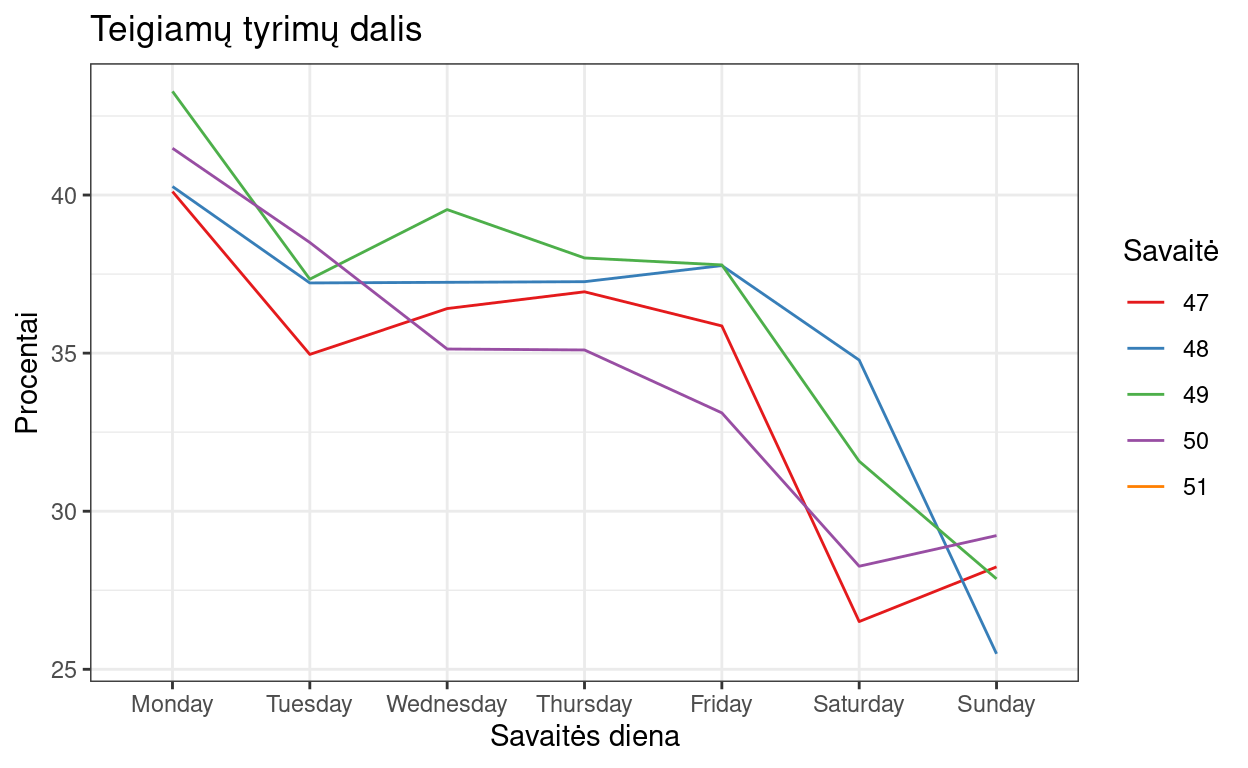 Teigiamų tyrimų dalis
Procentai
40
35
30
25
Monday Tuesday Wednesday Thursday Friday Saturday Sunday
Savaitės diena
Savaitė
47
48
49
50
51